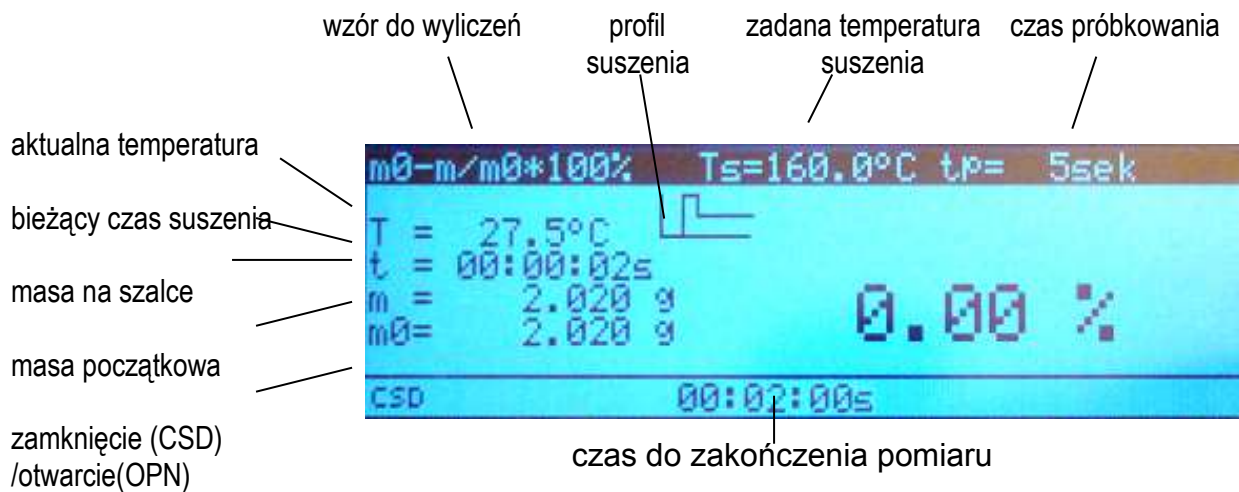 wzór do wyliczeń profil suszenia zadana temperatura suszenia czas próbkowania
aktualna temperatura
m0-m/m0*100% Ts=160.0°C tp= 5sek
bieżący czas suszenia
T = 27.5°C
t = 00:00:02s
masa na szalce
m = 2.020 g
0.00 %
m0= 2.020 g
masa początkowa
CSD 00:02:00s
zamknięcie (CSD)
/otwarcie(OPN)
czas do zakończenia pomiaru